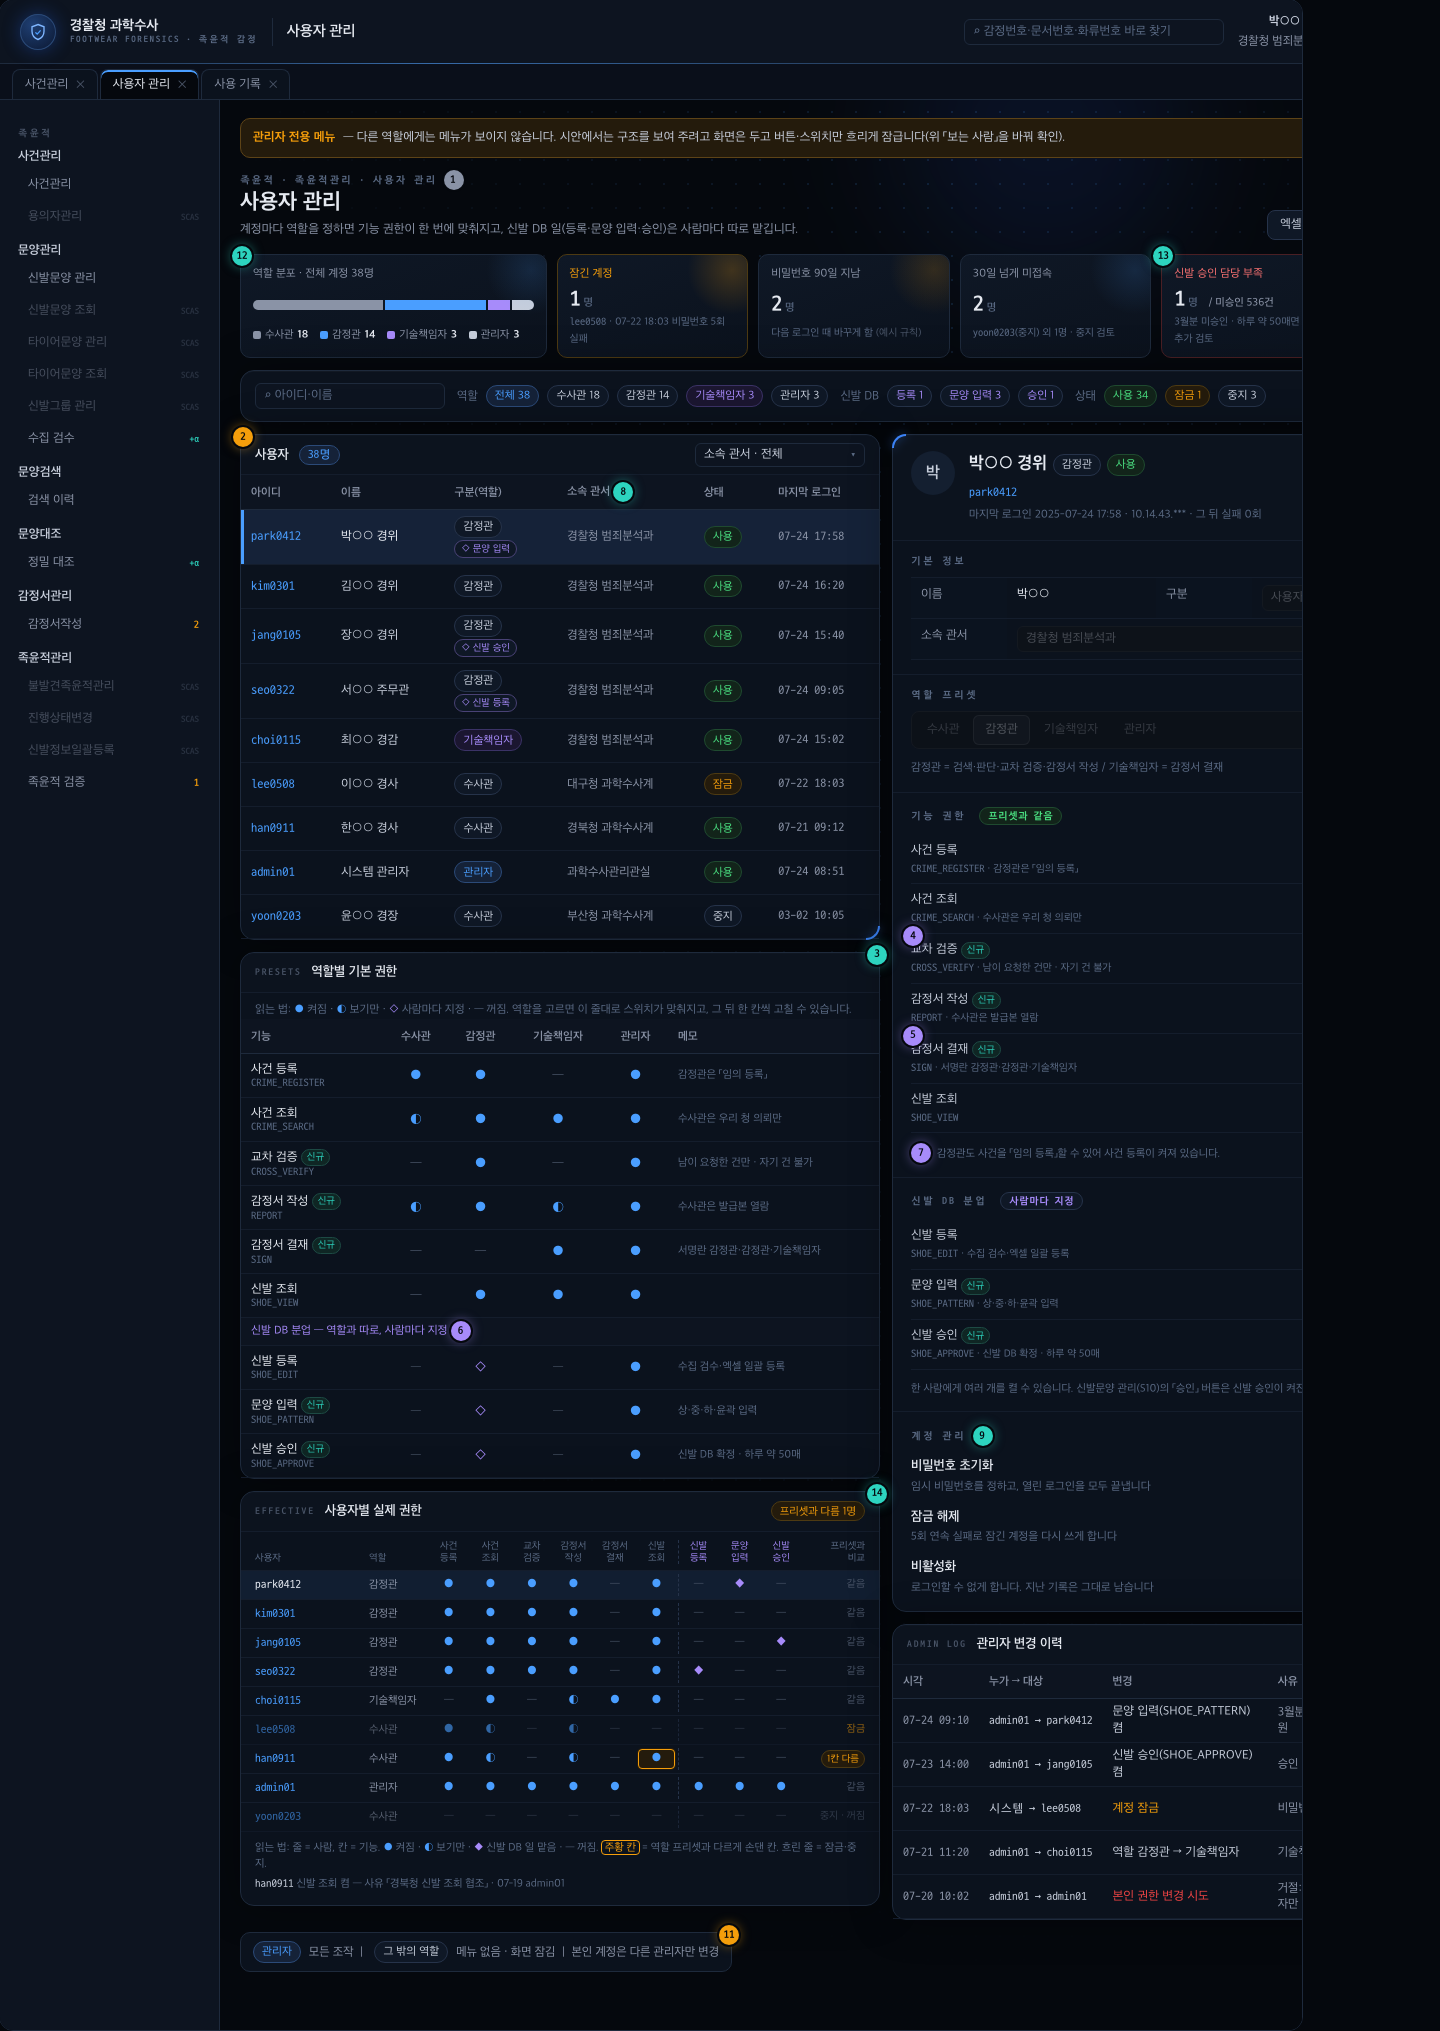 경찰청 과학수사
FOOTWEAR FORENSICS · 족윤적 감정
사용자 관리
⌕ 감정번호·문서번호·화류번호 바로 찾기
박○○
경찰청 범죄분
사건관리 ×
사용자 관리 ×
사용 기록 ×
족윤적
사건관리
사건관리
용의자관리 SCAS
문양관리
신발문양 관리
신발문양 조회 SCAS
타이어문양 관리 SCAS
타이어문양 조회 SCAS
신발그룹 관리 SCAS
수집 검수 +α
문양검색
검색 이력
문양대조
정밀 대조 +α
감정서관리
감정서작성 2
족윤적관리
불발견족윤적관리 SCAS
진행상태변경 SCAS
신발정보일괄등록 SCAS
족윤적 검증 1
관리자 전용 메뉴 — 다른 역할에게는 메뉴가 보이지 않습니다. 시안에서는 구조를 보여 주려고 화면은 두고 버튼·스위치만 흐리게 잠급니다(위 「보는 사람」을 바꿔 확인).
족윤적 · 족윤적관리 · 사용자 관리 1
사용자 관리
계정마다 역할을 정하면 기능 권한이 한 번에 맞춰지고, 신발 DB 일(등록·문양 입력·승인)은 사람마다 따로 맡깁니다.
엑셀
12
역할 분포 · 전체 계정 38명
수사관 18 감정관 14 기술책임자 3 관리자 3
잠긴 계정
1 명
lee0508 · 07-22 18:03 비밀번호 5회
실패
비밀번호 90일 지남
2 명
다음 로그인 때 바꾸게 함 (예시 규칙)
30일 넘게 미접속
2 명
yoon0203(중지) 외 1명 · 중지 검토
13
신발 승인 담당 부족
1 명 / 미승인 536건
3월분 미승인 · 하루 약 50매면
추가 검토
⌕ 아이디·이름
역할 전체 38 수사관 18 감정관 14 기술책임자 3 관리자 3 신발 DB 등록 1 문양 입력 3 승인 1 상태 사용 34 잠금 1 중지 3
2
사용자 38명
소속 관서 · 전체
아이디 이름 구분(역할) 소속 관서 8 상태 마지막 로그인
park0412 박○○ 경위 감정관 ◇ 문양 입력 경찰청 범죄분석과 사용 07-24 17:58
kim0301 김○○ 경위 감정관 경찰청 범죄분석과 사용 07-24 16:20
jang0105 장○○ 경위 감정관 ◇ 신발 승인 경찰청 범죄분석과 사용 07-24 15:40
seo0322 서○○ 주무관 감정관 ◇ 신발 등록 경찰청 범죄분석과 사용 07-24 09:05
choi0115 최○○ 경감 기술책임자 경찰청 범죄분석과 사용 07-24 15:02
lee0508 이○○ 경사 수사관 대구청 과학수사계 잠금 07-22 18:03
han0911 한○○ 경사 수사관 경북청 과학수사계 사용 07-21 09:12
admin01 시스템 관리자 관리자 과학수사관리관실 사용 07-24 08:51
yoon0203 윤○○ 경장 수사관 부산청 과학수사계 중지 03-02 10:05
3
PRESETS 역할별 기본 권한
읽는 법: ● 켜짐 · ◐ 보기만 · ◇ 사람마다 지정 · — 꺼짐. 역할을 고르면 이 줄대로 스위치가 맞춰지고, 그 뒤 한 칸씩 고칠 수 있습니다.
기능 수사관 감정관 기술책임자 관리자 메모
사건 등록 ● ● — ● 감정관은 「임의 등록」
CRIME_REGISTER
사건 조회 ◐ ● ● ● 수사관은 우리 청 의뢰만
CRIME_SEARCH
교차 검증 신규 — ● — ● 남이 요청한 건만 · 자기 건 불가
CROSS_VERIFY
감정서 작성 신규 ◐ ● ◐ ● 수사관은 발급본 열람
REPORT
감정서 결재 신규 — — ● ● 서명란 감정관·감정관·기술책임자
SIGN
신발 조회 — ● ● ●
SHOE_VIEW
신발 DB 분업 — 역할과 따로, 사람마다 지정 6
신발 등록 — ◇ — ● 수집 검수·엑셀 일괄 등록
SHOE_EDIT
문양 입력 신규 — ◇ — ● 상·중·하·윤곽 입력
SHOE_PATTERN
신발 승인 신규 — ◇ — ● 신발 DB 확정 · 하루 약 50매
SHOE_APPROVE
14
EFFECTIVE 사용자별 실제 권한 프리셋과 다름 1명
사용자 역할 사건 등록 사건 조회 교차 검증 감정서 작성 감정서 결재 신발 조회 신발 등록 문양 입력 신발 승인 프리셋과 비교
park0412 감정관 ● ● ● ● — ● — ◆ — 같음
kim0301 감정관 ● ● ● ● — ● — — — 같음
jang0105 감정관 ● ● ● ● — ● — — ◆ 같음
seo0322 감정관 ● ● ● ● — ● ◆ — — 같음
choi0115 기술책임자 — ● — ◐ ● ● — — — 같음
lee0508 수사관 ● ◐ — ◐ — — — — — 잠금
han0911 수사관 ● ◐ — ◐ — ● — — — 1칸 다름
admin01 관리자 ● ● ● ● ● ● ● ● ● 같음
yoon0203 수사관 — — — — — — — — — 중지 · 꺼짐
읽는 법: 줄 = 사람, 칸 = 기능. ● 켜짐 · ◐ 보기만 · ◆ 신발 DB 일 맡음 · — 꺼짐. 주황 칸 = 역할 프리셋과 다르게 손댄 칸. 흐린 줄 = 잠금·중
지.
han0911 신발 조회 켬 — 사유 「경북청 신발 조회 협조」 · 07-19 admin01
11
관리자 모든 조작 | 그 밖의 역할 메뉴 없음 · 화면 잠김 | 본인 계정은 다른 관리자만 변경
박 박○○ 경위 감정관 사용
park0412
마지막 로그인 2025-07-24 17:58 · 10.14.43.*** · 그 뒤 실패 0회
기본 정보
이름 박○○ 구분 사용자
소속 관서 경찰청 범죄분석과
역할 프리셋
수사관 감정관 기술책임자 관리자
감정관 = 검색·판단·교차 검증·감정서 작성 / 기술책임자 = 감정서 결재
기능 권한 프리셋과 같음
사건 등록
CRIME_REGISTER · 감정관은 「임의 등록」
사건 조회
CRIME_SEARCH · 수사관은 우리 청 의뢰만
4
교차 검증 신규
CROSS_VERIFY · 남이 요청한 건만 · 자기 건 불가
감정서 작성 신규
REPORT · 수사관은 발급본 열람
5
감정서 결재 신규
SIGN · 서명란 감정관·감정관·기술책임자
신발 조회
SHOE_VIEW
7 감정관도 사건을 「임의 등록」할 수 있어 사건 등록이 켜져 있습니다.
신발 DB 분업 사람마다 지정
신발 등록
SHOE_EDIT · 수집 검수·엑셀 일괄 등록
문양 입력 신규
SHOE_PATTERN · 상·중·하·윤곽 입력
신발 승인 신규
SHOE_APPROVE · 신발 DB 확정 · 하루 약 50매
한 사람에게 여러 개를 켤 수 있습니다. 신발문양 관리(S10)의 「승인」 버튼은 신발 승인이 켜진
계정 관리 9
비밀번호 초기화
임시 비밀번호를 정하고, 열린 로그인을 모두 끝냅니다
잠금 해제
5회 연속 실패로 잠긴 계정을 다시 쓰게 합니다
비활성화
로그인할 수 없게 합니다. 지난 기록은 그대로 남습니다
ADMIN LOG 관리자 변경 이력
시각 누가 → 대상 변경 사유
07-24 09:10 admin01 → park0412 문양 입력(SHOE_PATTERN) 켬 3월분 원
07-23 14:00 admin01 → jang0105 신발 승인(SHOE_APPROVE) 켬 승인
07-22 18:03 시스템 → lee0508 계정 잠금 비밀번
07-21 11:20 admin01 → choi0115 역할 감정관 → 기술책임자 기술책
07-20 10:02 admin01 → admin01 본인 권한 변경 시도 거절: 자만